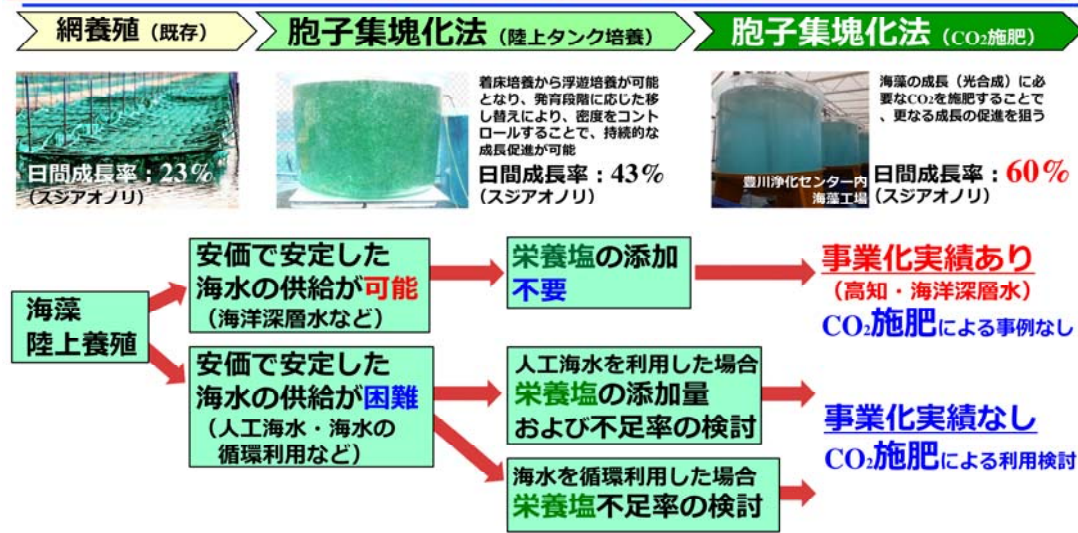 網養殖（既存）
胞子集塊化法（陸上タンク培養）
胞子集塊化法（CO₂施肥）
日間成長率：23%
（スジアオノリ）
着床培養から浮遊培養が可能
となり、発育段階に応じた移
し替えにより、密度をコント
ロールすることで、持続的な
成長促進が可能
日間成長率：43%
（スジアオノリ）
豊川浄化センター内
海藻工場
海藻の成長（光合成）に必
要なCO₂を施肥することで
、更なる成長の促進を狙う
日間成長率：60%
（スジアオノリ）
海藻
陸上養殖
安価で安定した
海水の供給が可能
（海洋深層水など）
栄養塩の添加
不要
事業化実績あり
（高知・海洋深層水）
CO₂施肥による事例なし
安価で安定した
海水の供給が困難
（人工海水・海水の
循環利用など）
人工海水を利用した場合
栄養塩の添加量
および不足率の検討
海水を循環利用した場合
栄養塩不足率の検討
事業化実績なし
CO₂施肥による利用検討